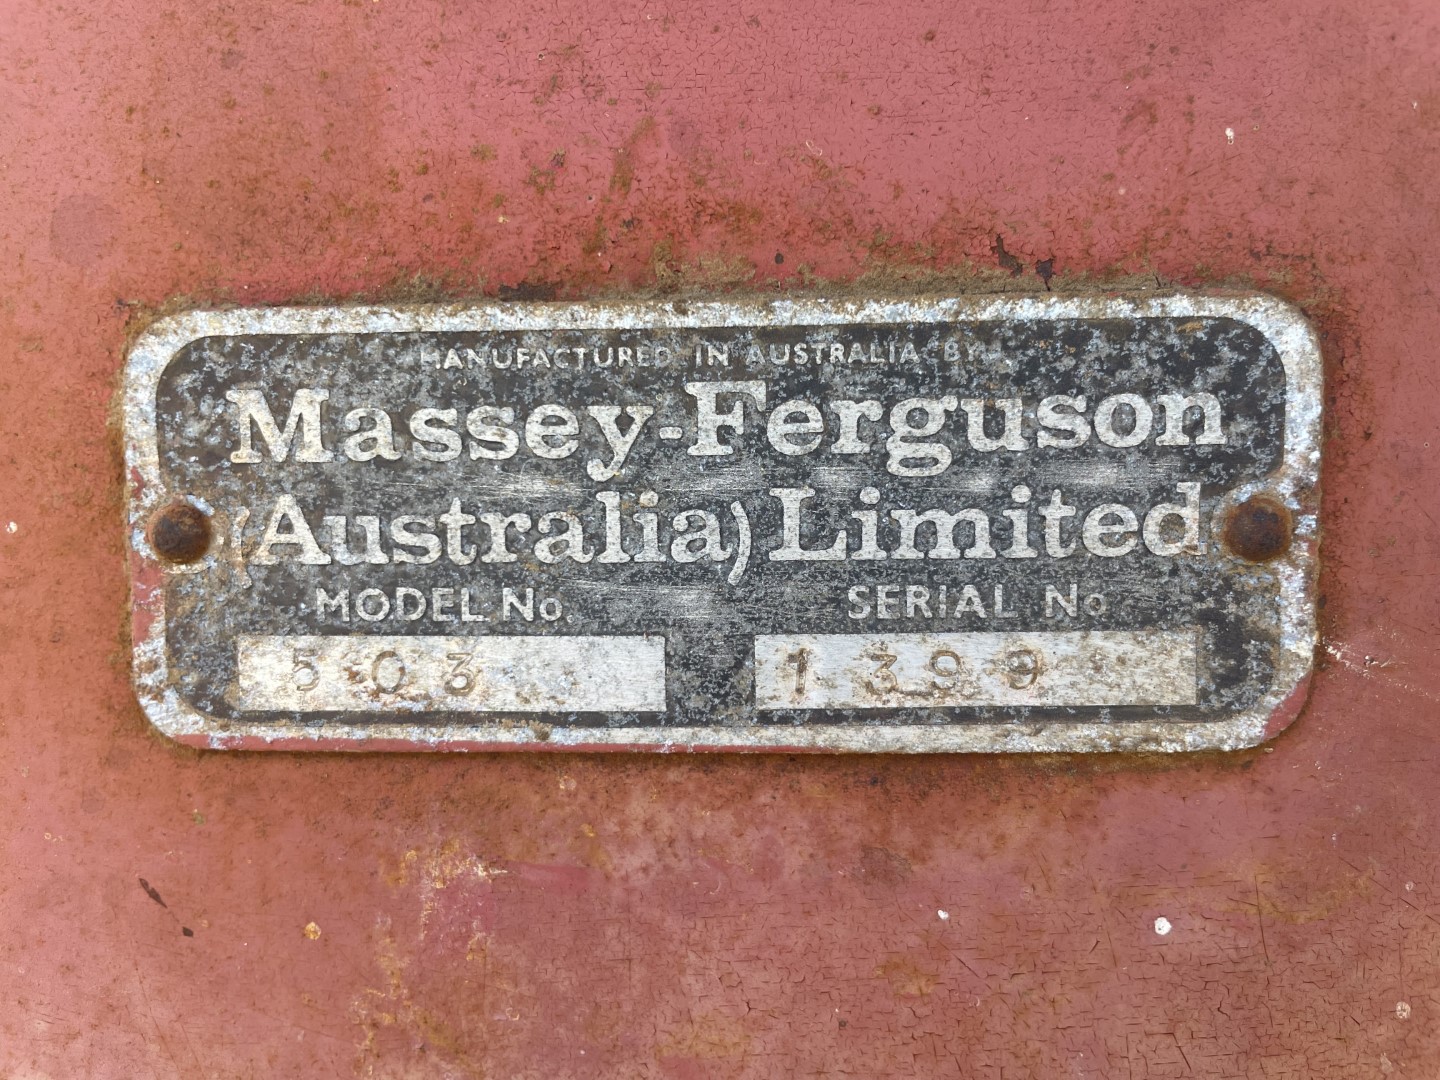 MANUFACTURED IN AUSTRALIA BY
Massey-Ferguson
(Australia) Limited
MODEL No. SERIAL No
503 1399